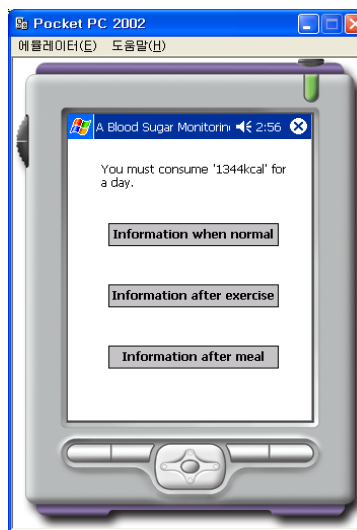 Pocket PC 2002
에뮬레이터(E) 도움말(H)
A Blood Sugar Monitorin 2:56
You must consume '1344kcal' for
a day.
Information when normal
Information after exercise
Information after meal